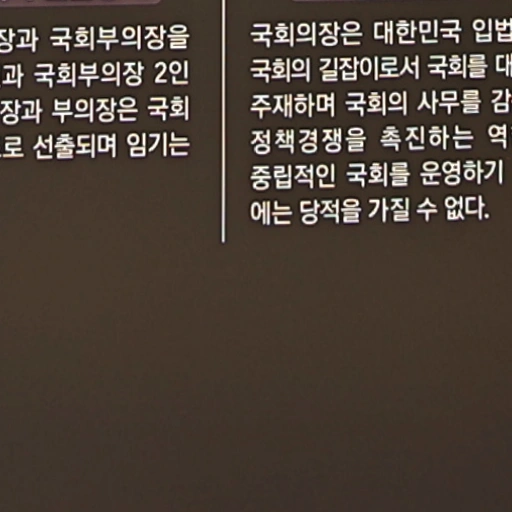 장과 국회부의장을
과 국회부의장 2인
장과 부의장은 국회
로 선출되며 임기는
국회의장은 대한민국 입법
국회의 길잡이로서 국회를 대
주재하며 국회의 사무를 감
정책경쟁을 촉진하는 역
중립적인 국회를 운영하기
에는 당적을 가질 수 없다.